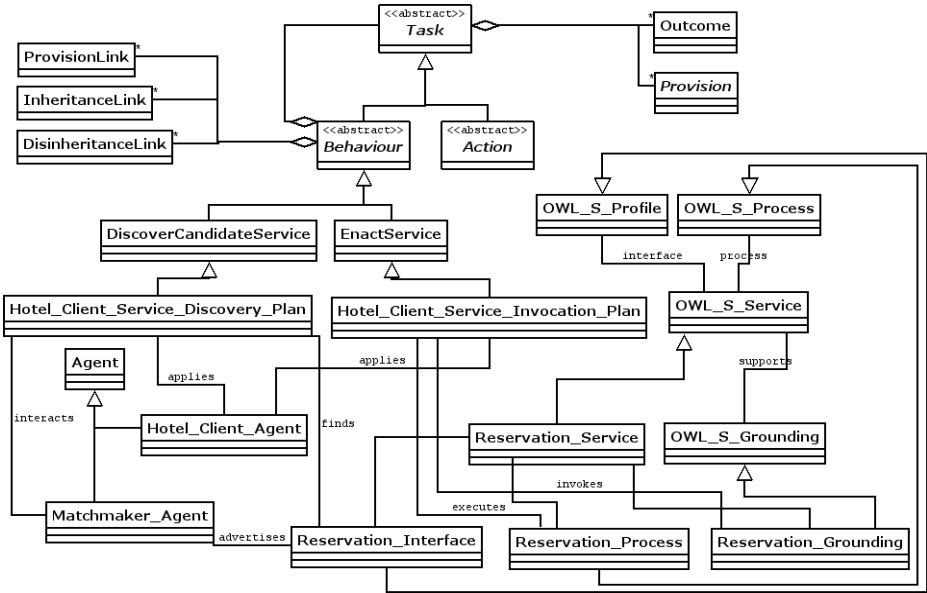 <<abstract>>
Task
*
Outcome
ProvisionLink
*
*
Provision
InheritanceLink
*
DisinheritanceLink
*
<<abstract>>
Behaviour
<<abstract>>
Action
OWL_S_Profile
OWL_S_Process
DiscoverCandidateService
EnactService
interface
process
Hotel_Client_Service_Discovery_Plan
Hotel_Client_Service_Invocation_Plan
OWL_S_Service
Agent
applies
applies
supports
interacts
Hotel_Client_Agent
finds
Reservation_Service
OWL_S_Grounding
invokes
Matchmaker_Agent
executes
advertises
Reservation_Interface
Reservation_Process
Reservation_Grounding